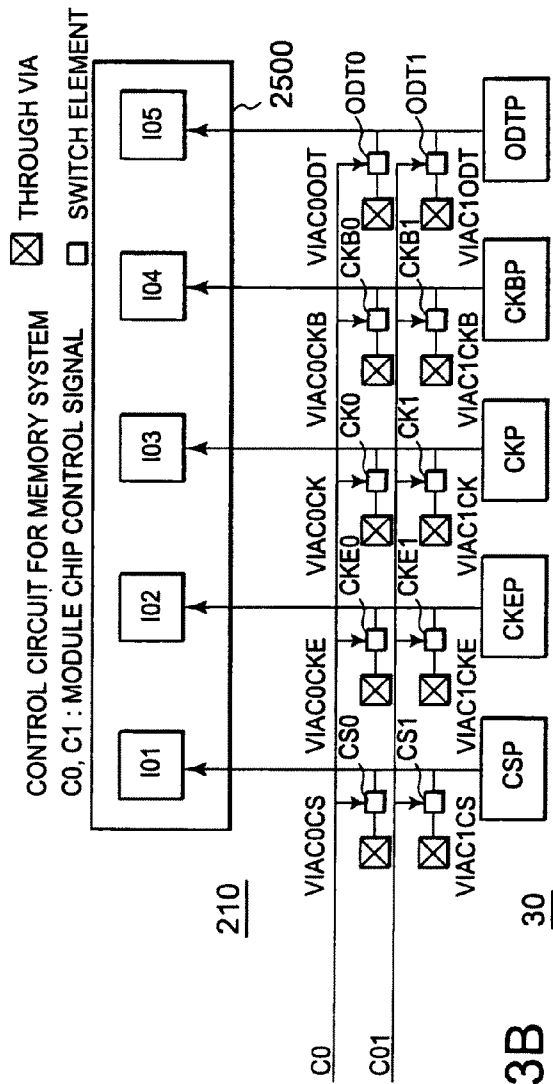 CONTROL CIRCUIT FOR MEMORY SYSTEM
C0, C1 : MODULE CHIP CONTROL SIGNAL
THROUGH VIA
SWITCH ELEMENT
I01 I02 I03 I04 I05
2500
210
VIAC0CS CS0 VIAC0CKE CKE0 VIAC0CK CK0 VIAC0CKB CKB0 VIAC0ODT ODT0
C0
VIAC1CS CS1 VIAC1CKE CKE1 VIAC1CK CK1 VIAC1CKB CKB1 VIAC1ODT ODT1
C01
CSP CKEP CKP CKBP ODTP
30
3B